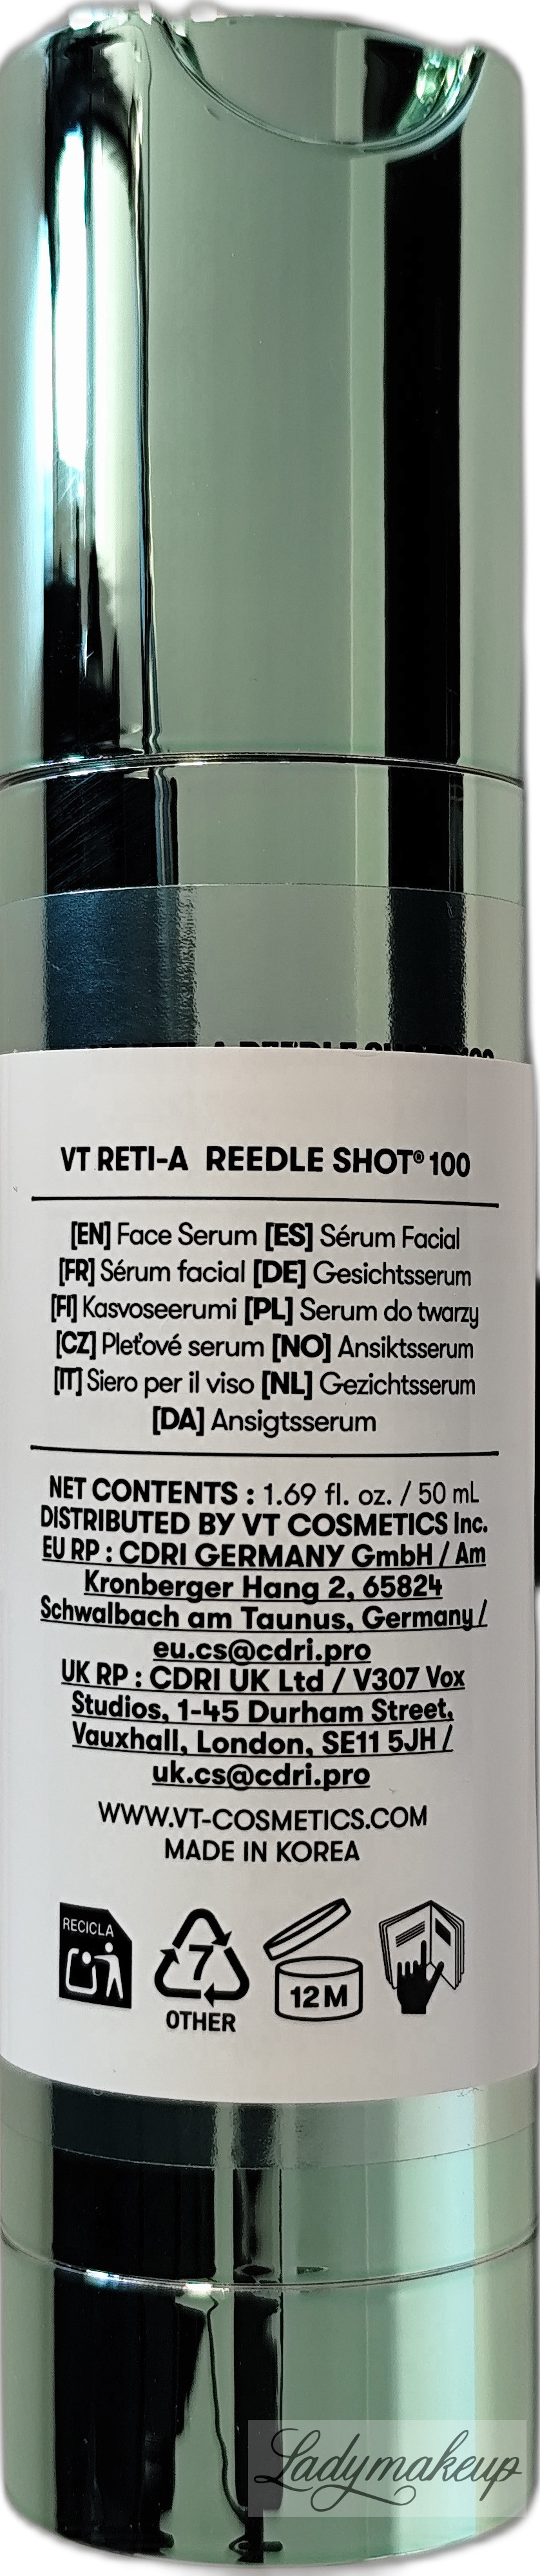 VT RETI-A REEDLE SHOT® 100
[EN] Face Serum [ES] Sérum Facial
[FR] Sérum facial [DE] Gesichtsserum
[FI] Kasvoseerumi [PL] Serum do twarzy
[CZ] Pleťové serum [NO] Ansiktsserum
[IT] Siero per il viso [NL] Gezichtsserum
[DA] Ansigtsserum
NET CONTENTS : 1.69 fl. oz. / 50 mL
DISTRIBUTED BY VT COSMETICS Inc.
EU RP : CDRI GERMANY GmbH / Am
Kronberger Hang 2, 65824
Schwalbach am Taunus, Germany /
eu.cs@cdri.pro
UK RP : CDRI UK Ltd / V307 Vox
Studios, 1-45 Durham Street,
Vauxhall, London, SE11 5JH /
uk.cs@cdri.pro
WWW.VT-COSMETICS.COM
MADE IN KOREA
RECICLA
7
OTHER
12M
Ladymakeup